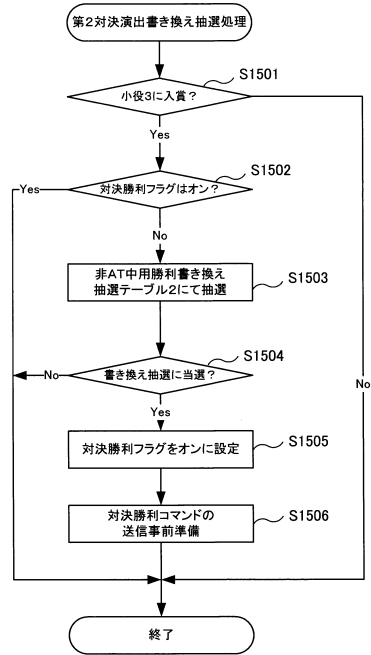 第2対決演出書き換え抽選処理
S1501
小役3に入賞？
Yes
S1502
Yes
対決勝利フラグはオン？
No
非AT中用勝利書き換え
抽選テーブル2にて抽選
S1503
S1504
No
書き換え抽選に当選？
No
Yes
対決勝利フラグをオンに設定
S1505
対決勝利コマンドの
送信事前準備
S1506
終了